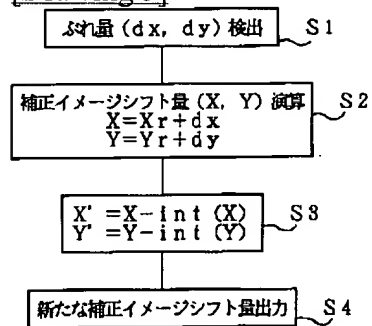 ぶれ量 (dx, dy) 検出
S1
補正イメージシフト量 (X, Y) 演算
X=Xr+dx
Y=Yr+dy
S2
X' =X-int (X)
Y' =Y-int (Y)
S3
新たな補正イメージシフト量出力
S4